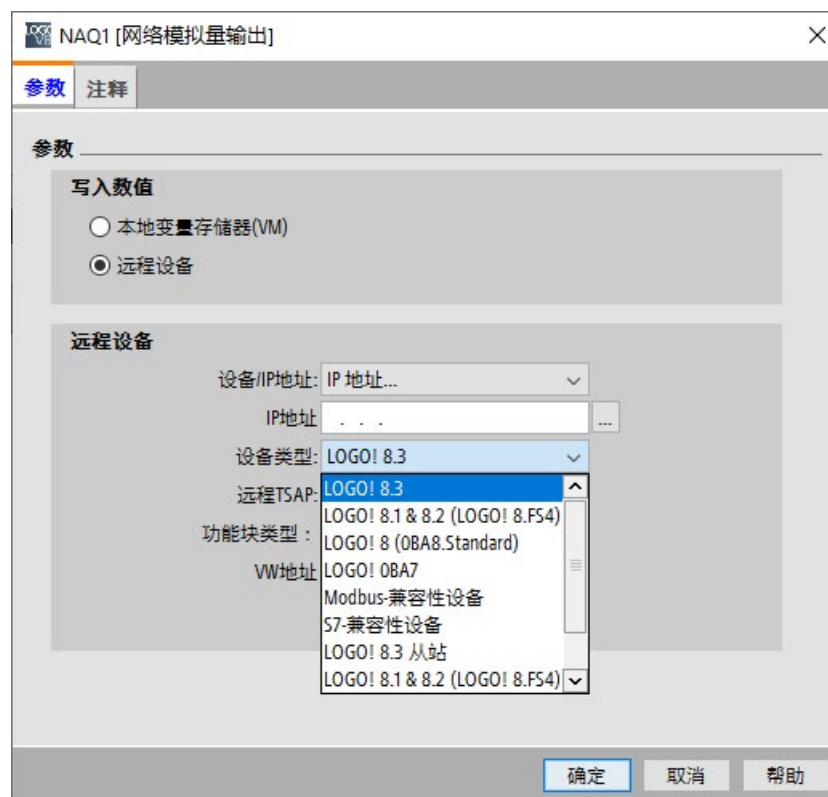 NAQ1 [网络模拟量输出]
参数 注释
参数
写入数值
本地变量存储器(VM)
远程设备
远程设备
设备/IP地址: IP 地址...
IP地址 . . . ...
设备类型: LOGO! 8.3
远程TSAP:
LOGO! 8.3
LOGO! 8.1 & 8.2 (LOGO! 8.FS4)
功能块类型：
LOGO! 8 (0BA8.Standard)
VW地址
LOGO! 0BA7
Modbus-兼容性设备
S7-兼容性设备
LOGO! 8.3 从站
LOGO! 8.1 & 8.2 (LOGO! 8.FS4)
确定 取消 帮助